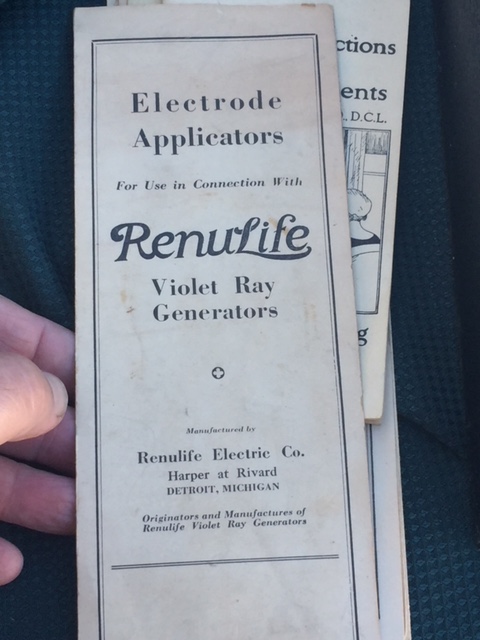 Electrode
Applicators
For Use in Connection With
RenuLife
Violet Ray
Generators
Manufactured by
Renulife Electric Co.
Harper at Rivard
DETROIT, MICHIGAN
Originators and Manufactures of
Renulife Violet Ray Generators
ctions
ents
D.C.L.
g